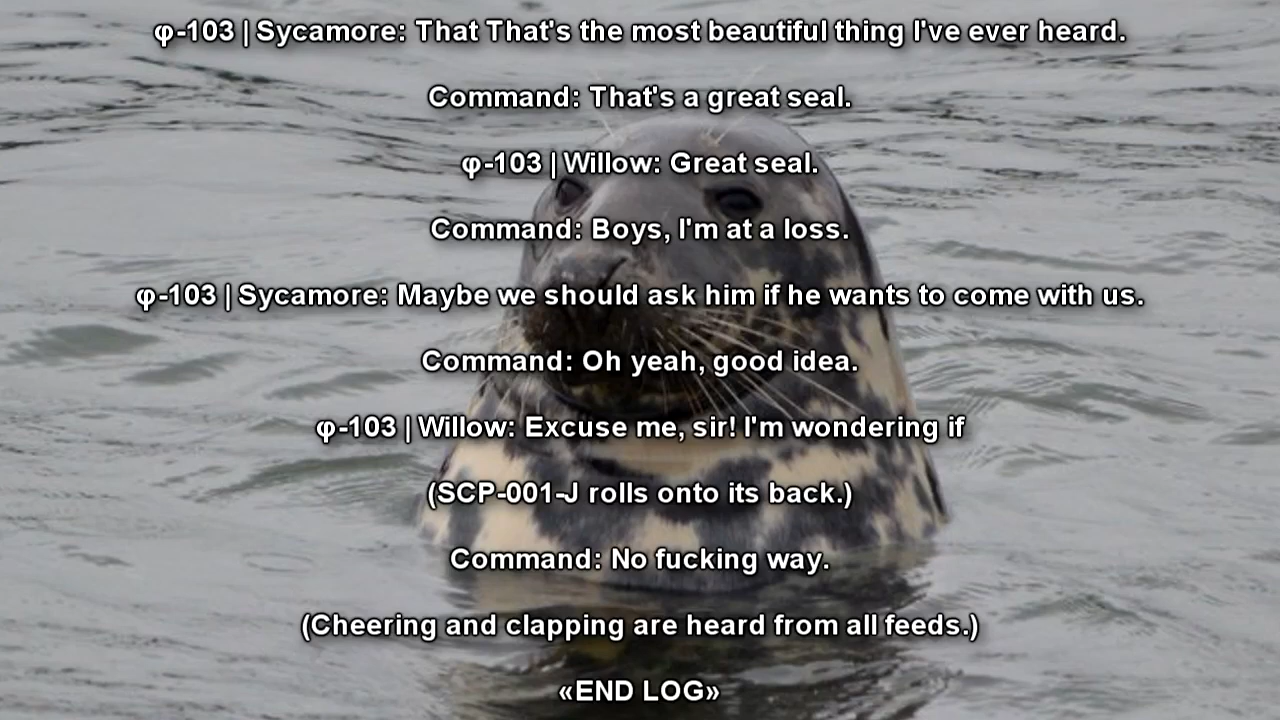 φ-103 | Sycamore: That That's the most beautiful thing I've ever heard.
Command: That's a great seal.
φ-103 | Willow: Great seal.
Command: Boys, I'm at a loss.
φ-103 | Sycamore: Maybe we should ask him if he wants to come with us.
Command: Oh yeah, good idea.
φ-103 | Willow: Excuse me, sir! I'm wondering if
(SCP-001-J rolls onto its back.)
Command: No fucking way.
(Cheering and clapping are heard from all feeds.)
«END LOG»